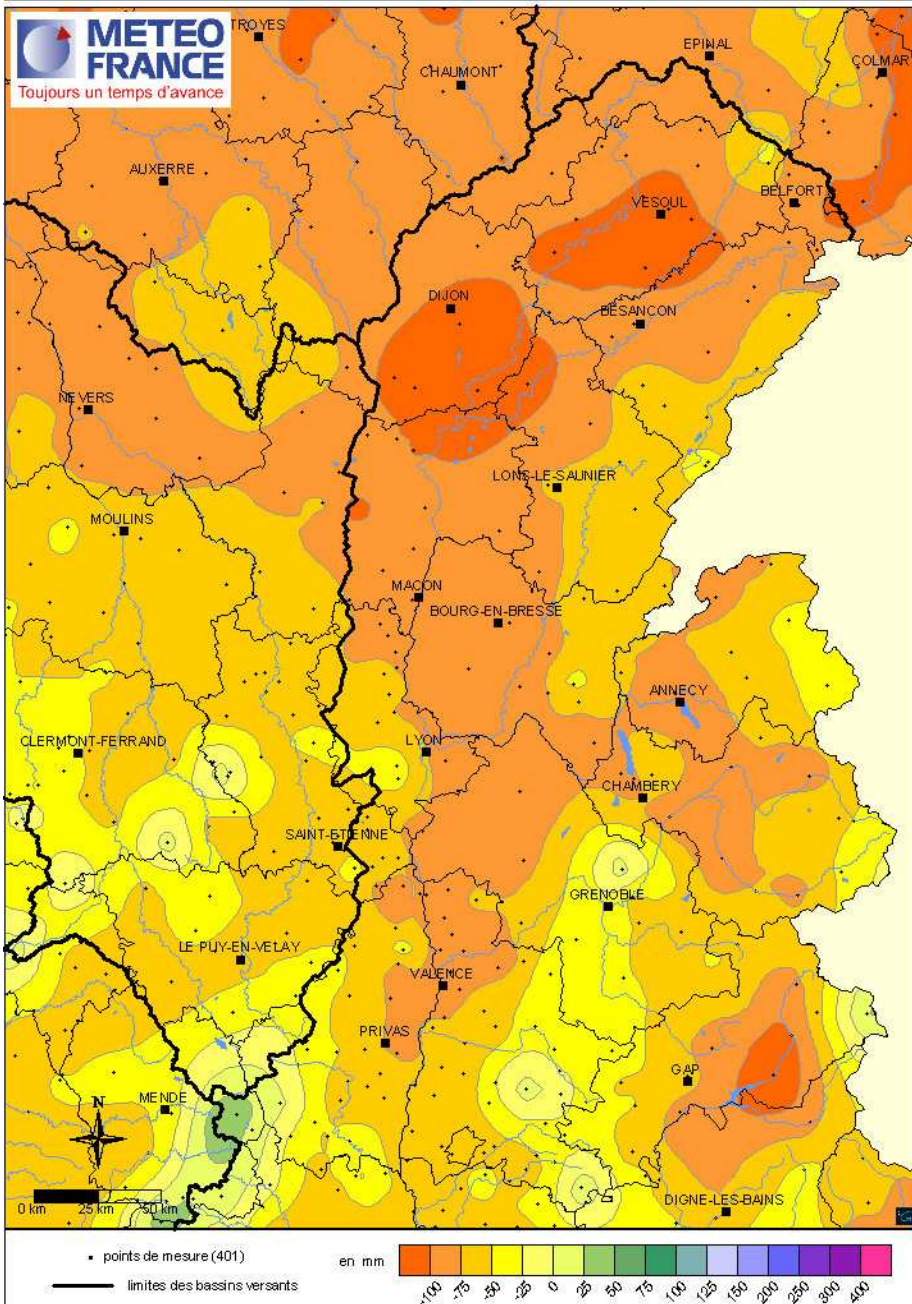 METEO
FRANCE
Toujours un temps d'avance
TROYES
EPINAL
CHAUMONT
COLMAR
AUXERRE
BELFORT
VESOUL
DIJON
BESANCON
NEVERS
LONS-LE-SAUNIER
MOULINS
MACON
BOURG-EN-BRESSE
ANNECY
CLERMONT-FERRAND
LYON
CHAMBERY
SAINT-ETIENNE
GRENOBLE
LE PUY-EN-VELAY
VALENCE
PRIVAS
GAP
MENDE
N
DIGNE-LES-BAINS
0 km 25 km 50 km
points de mesure (401)
limites des bassins versants
en mm
-100 -75 -50 -25 0 25 50 75 100 125 150 200 250 300 400